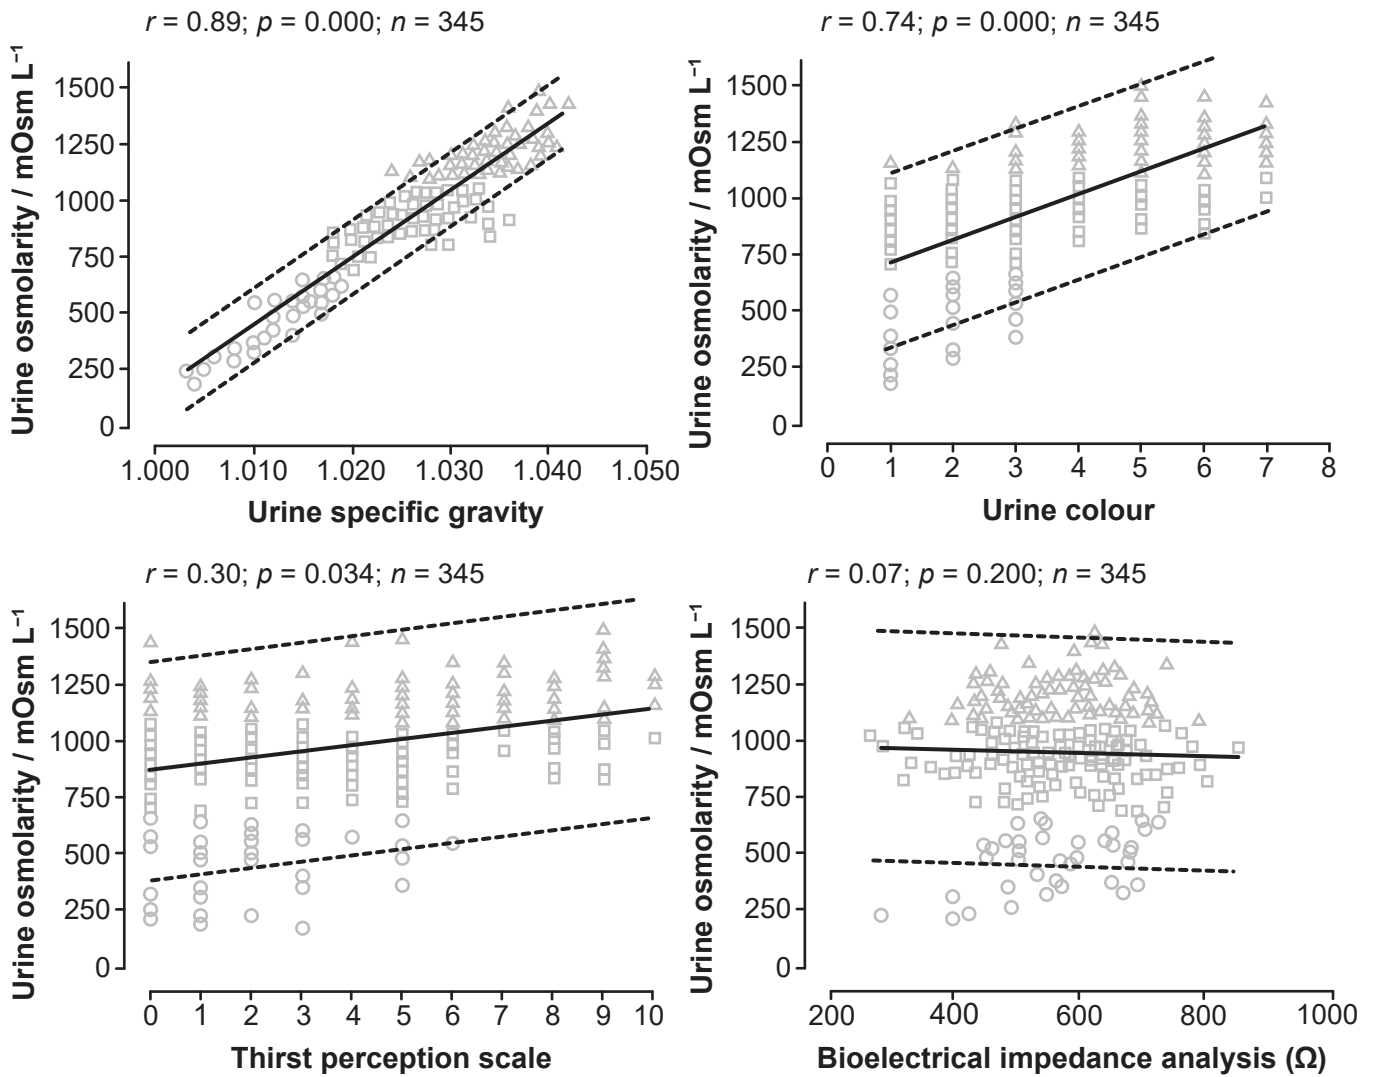 r = 0.89; p = 0.000; n = 345
Urine osmolarity / mOsm L⁻¹
1500
1250
1000
750
500
250
0
1.000 1.010 1.020 1.030 1.040 1.050
Urine specific gravity
r = 0.74; p = 0.000; n = 345
Urine osmolarity / mOsm L⁻¹
1500
1250
1000
750
500
250
0
0 1 2 3 4 5 6 7 8
Urine colour
r = 0.30; p = 0.034; n = 345
Urine osmolarity / mOsm L⁻¹
1500
1250
1000
750
500
250
0
0 1 2 3 4 5 6 7 8 9 10
Thirst perception scale
r = 0.07; p = 0.200; n = 345
Urine osmolarity / mOsm L⁻¹
1500
1250
1000
750
500
250
0
200 400 600 800 1000
Bioelectrical impedance analysis (Ω)